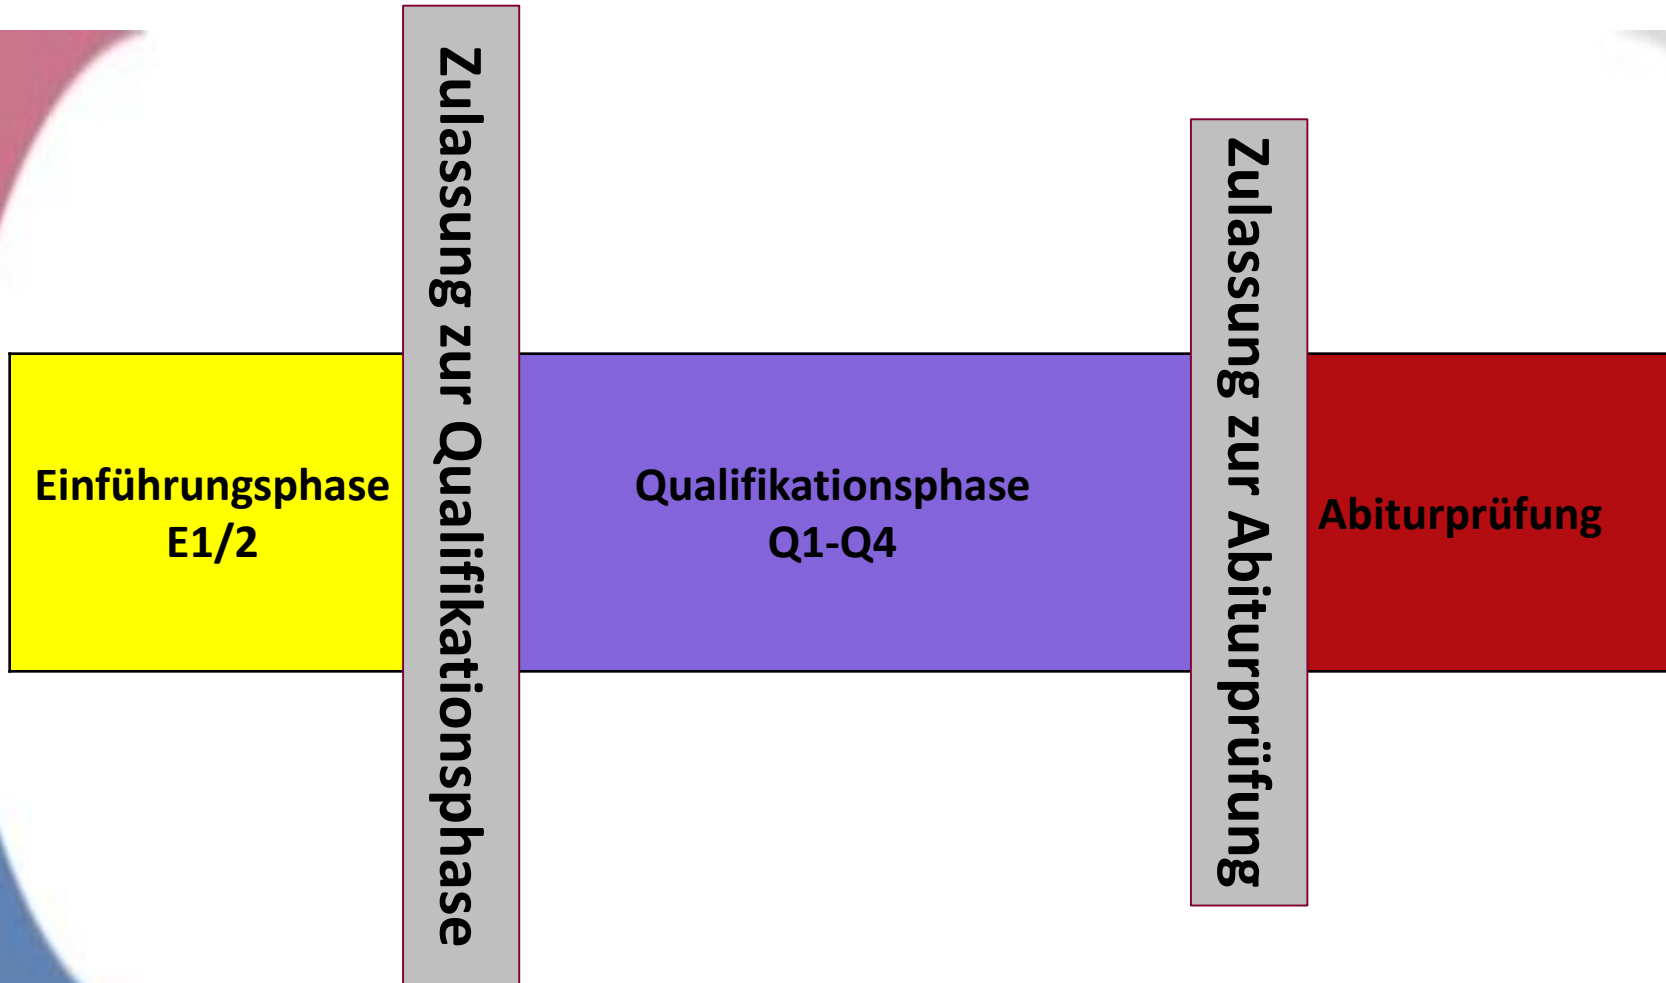 Einführungsphase
E1/2
Zulassung zur Qualifikationsphase
Qualifikationsphase
Q1-Q4
Zulassung zur Abiturprüfung
Abiturprüfung